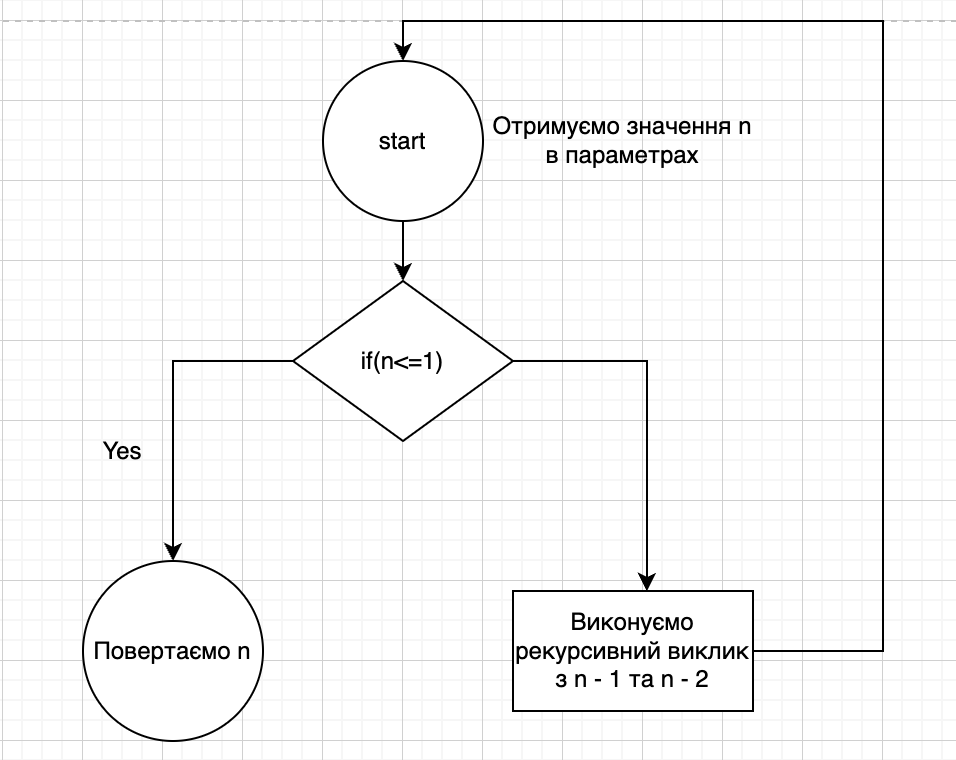 start
Отримуємо значення n
в параметрах
if(n<=1)
Yes
Повертаємо n
Виконуємо
рекурсивний виклик
з n - 1 та n - 2